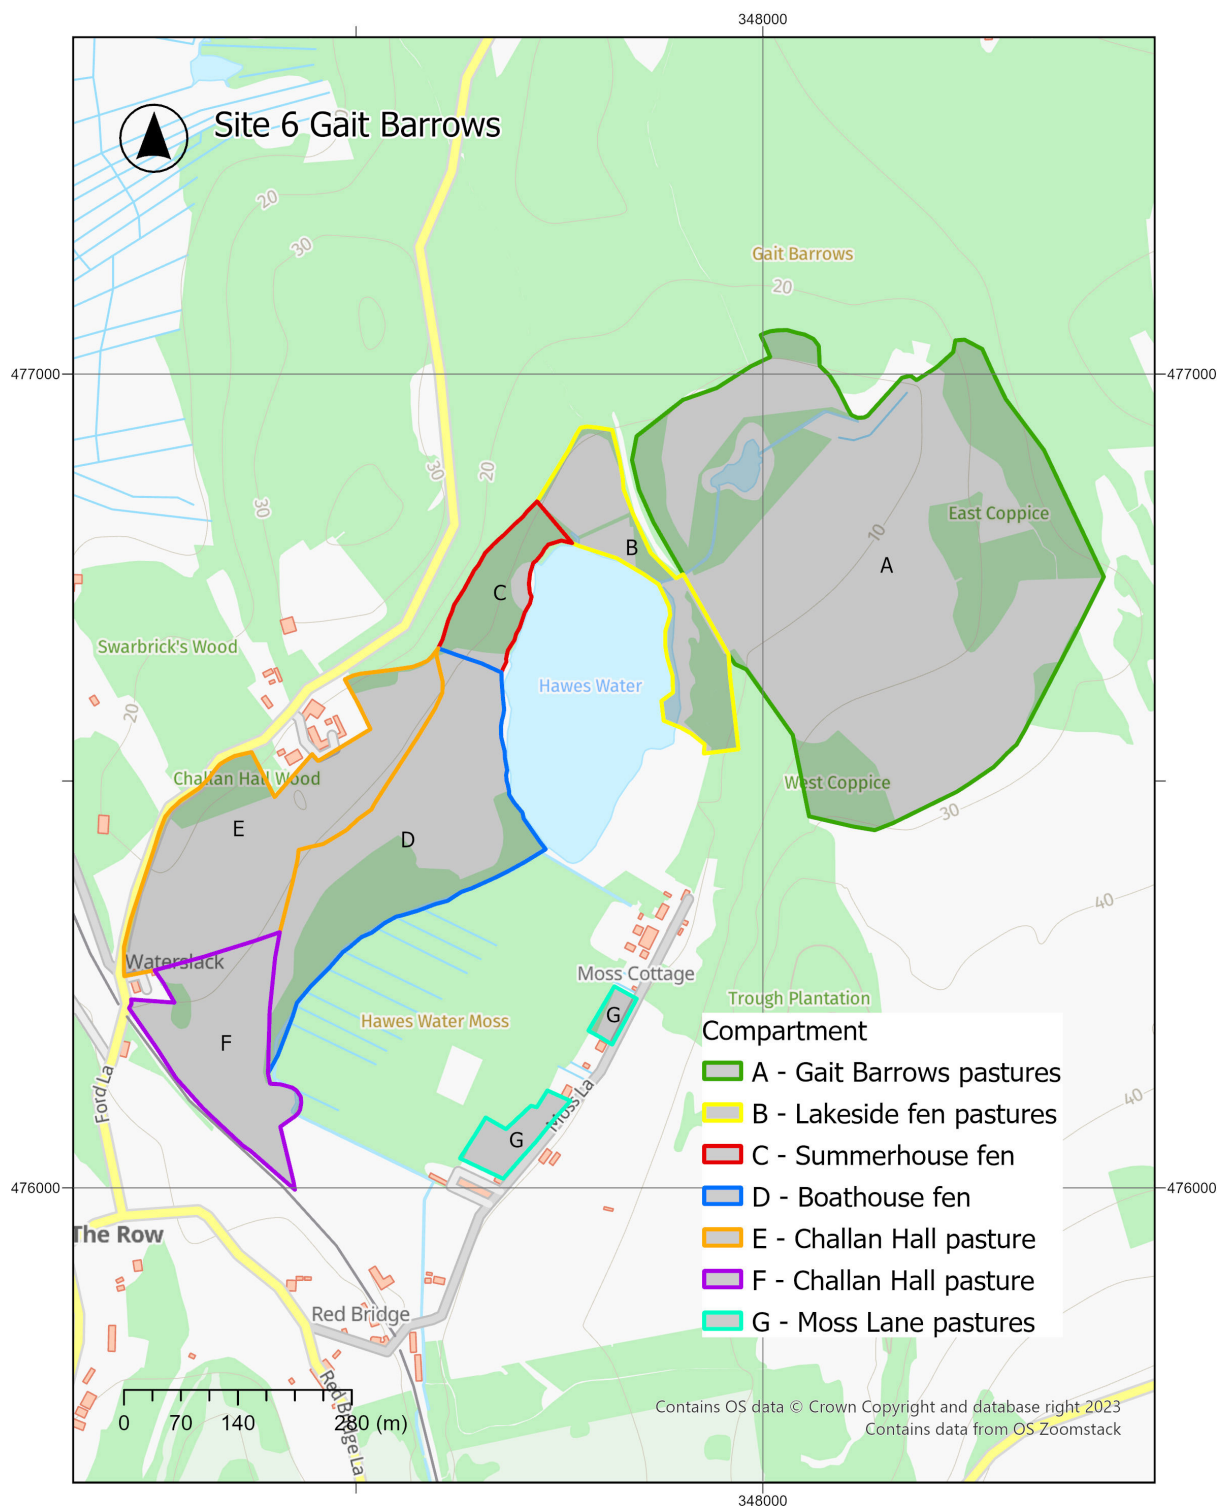 348000
Site 6 Gait Barrows
20
30
20
30
30
20
20
Gait Barrows
20
477000
477000
10
East Coppice
A
B
C
Swarbrick's Wood
Hawes Water
Challan Hall Wood
E
D
West Coppice
30
40
Waterslack
Moss Cottage
G
Trough Plantation
Hawes Water Moss
F
Ford La
Moss La
G
40
476000
476000
The Row
Red Bridge
Red Bridge La
Compartment
A - Gait Barrows pastures
B - Lakeside fen pastures
C - Summerhouse fen
D - Boathouse fen
E - Challan Hall pasture
F - Challan Hall pasture
G - Moss Lane pastures
0 70 140 280 (m)
Contains OS data © Crown Copyright and database right 2023
Contains data from OS Zoomstack
348000